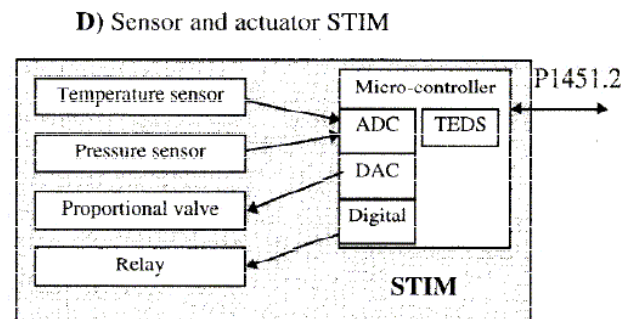 D) Sensor and actuator STIM
Temperature sensor
Pressure sensor
Proportional valve
Relay
Micro-controller
ADC
TEDS
DAC
Digital
STIM
P1451.2